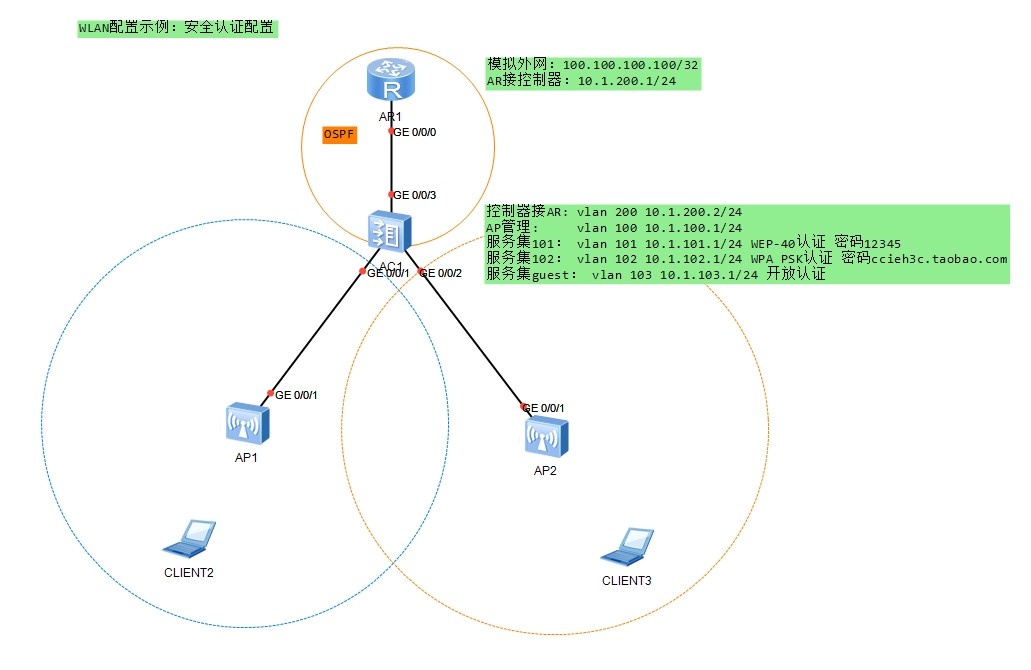 WLAN配置示例：安全认证配置
模拟外网：100.100.100.100/32
AR接控制器：10.1.200.1/24
R
AR1
OSPF
GE 0/0/0
GE 0/0/3
控制器接AR: vlan 200 10.1.200.2/24
AP管理: vlan 100 10.1.100.1/24
服务集101： vlan 101 10.1.101.1/24 WEP-40认证 密码12345
服务集102： vlan 102 10.1.102.1/24 WPA PSK认证 密码ccieh3c.taobao.com
服务集guest： vlan 103 10.1.103.1/24 开放认证
AC1
GE 0/0/1
GE 0/0/2
GE 0/0/1
GE 0/0/1
AP1
AP2
CLIENT2
CLIENT3